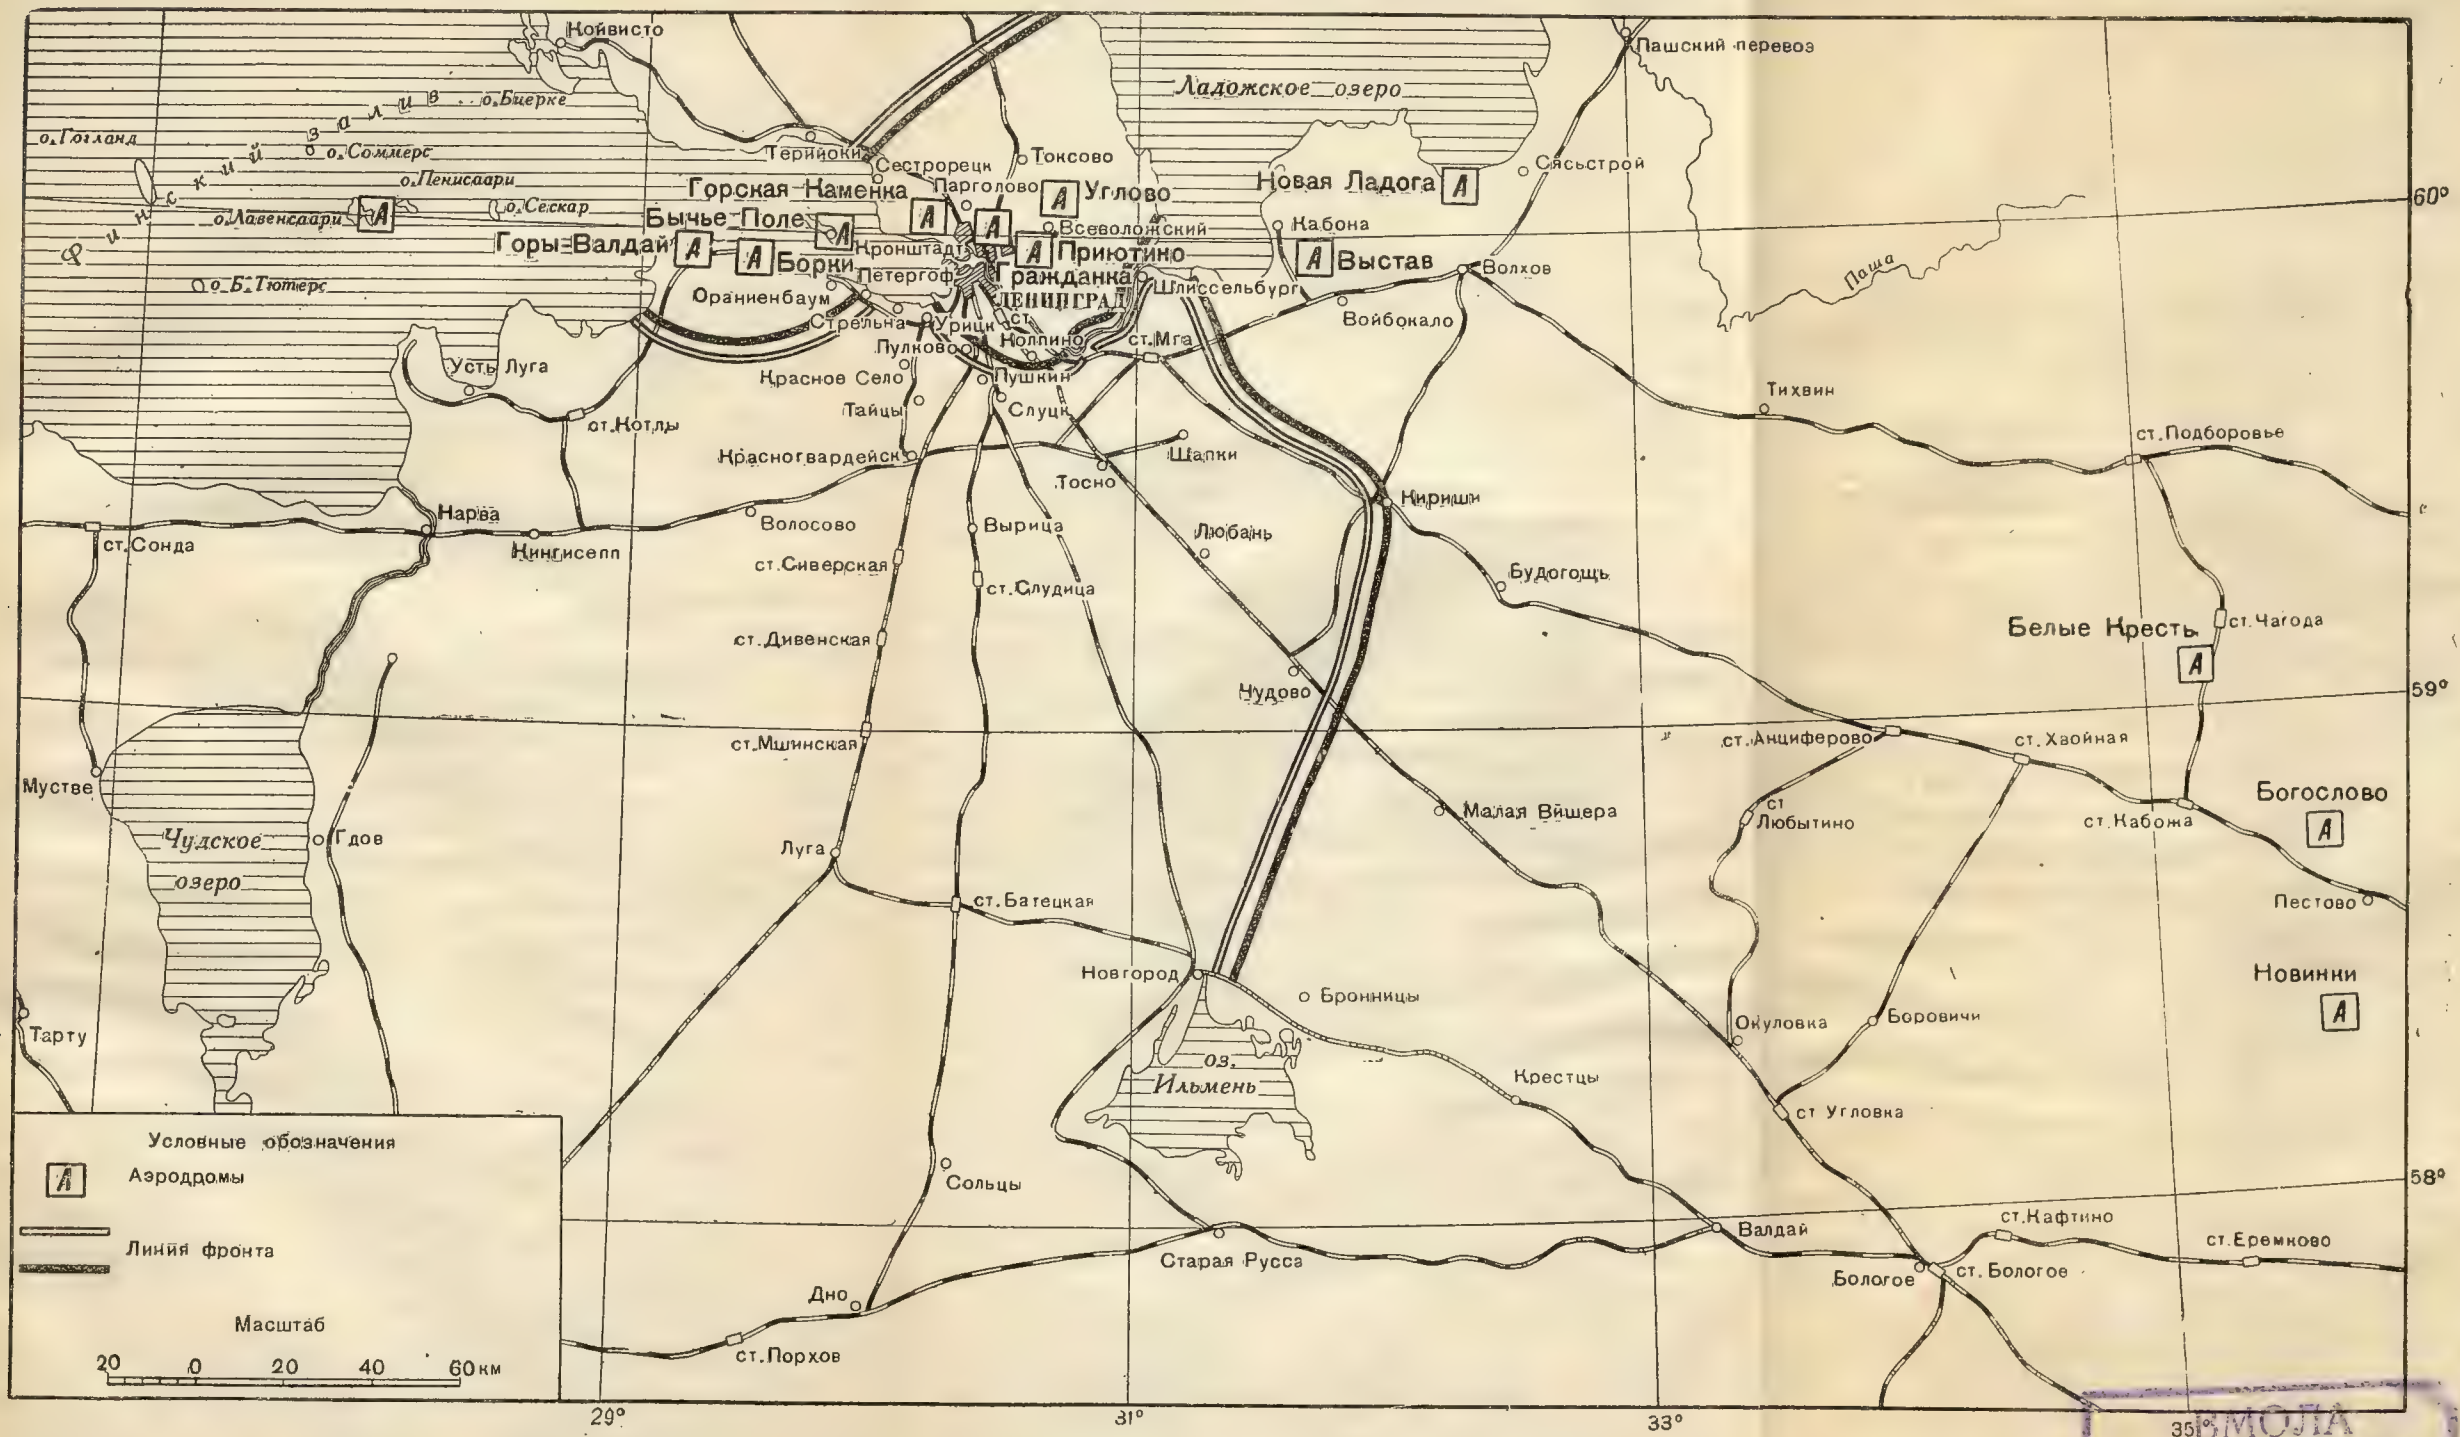 Койвисто
Пашский перевоз
Ладожское озеро
о. Биерке
Финский залив
о. Гогланд
о. Соммерс
Терийоки
Сестрорецк
Токсово
Сясьстрой
о. Пенисаари
Горская Каменка
Парголово
А
Углово
Новая Ладога
А
60°
о. Лавенсаари
А
о. Сескар
Бычье Поле
А
А
А
Всеволожский
Кабона
Горы-Валдай
А
А
Борки
Кронштадт
А
Приютино
А
Выстав
Волхов
Паша
о Б. Тютерс
Петергоф
Гражданка
Ораниенбаум
ЛЕНИНГРАД
Шлиссельбург
Стрельна
Урицк
ст.
Колпино
Войбокало
Пулково
ст. Мга
Усть Луга
Красное Село
Пушкин
Тихвин
Тайцы
Слуцк
ст. Котлы
ст. Подборовье
Красногвардейск
Шапки
Тосно
Кириши
Нарва
Волосово
Вырица
Любань
ст. Сонда
Кингисепп
ст. Сиверская
Будогощь
ст. Слудица
Белые Кресть
ст. Чагода
А
ст. Дивенская
59°
Чудово
ст. Мшинская
ст. Анциферово
ст. Хвойная
Мустве
Богослово
А
Малая Вишера
ст
Любытино
ст. Кабожа
Чудское
озеро
Гдов
Луга
ст. Батецкая
Пестово
Новгород
Бронницы
Новинки
А
Тарту
Окуловка
Боровичи
оз.
Ильмень
Крестцы
ст Угловка
Условные обозначения
А
Аэродромы
58°
Сольцы
Линия фронта
Старая Русса
Валдай
ст. Кафтино
ст. Еремково
Бологое
ст. Бологое
Дно
Масштаб
ст. Порхов
20 0 20 40 60 км
29° 31° 33° 35°
ВМОЛА